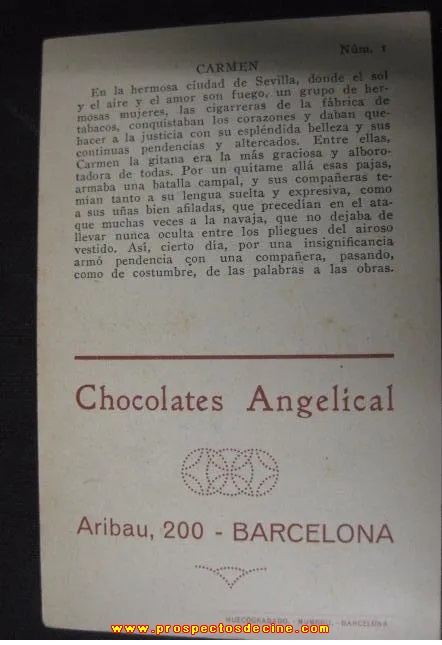 Núm. 1
CARMEN
En la hermosa ciudad de Sevilla, donde el sol
y el aire y el amor son fuego, un grupo de her-
mosas mujeres, las cigarreras de la fábrica de
tabacos, conquistaban los corazones y daban que-
hacer a la justicia con su espléndida belleza y sus
continuas pendencias y altercados. Entre ellas,
Carmen la gitana era la más graciosa y alboro-
tadora de todas. Por un quítame allá esas pajas,
armaba una batalla campal, y sus compañeras te-
mían tanto a su lengua suelta y expresiva, como
a sus uñas bien afiladas, que precedían en el ata-
que muchas veces a la navaja, que no dejaba de
llevar nunca oculta entre los pliegues del airoso
vestido. Así, cierto día, por una insignificancia
armó pendencia con una compañera, pasando,
como de costumbre, de las palabras a las obras.
Chocolates Angelical
Aribau, 200 - BARCELONA
HUECOGRABADO, - - BARCELONA
www.prospectosdecine.com